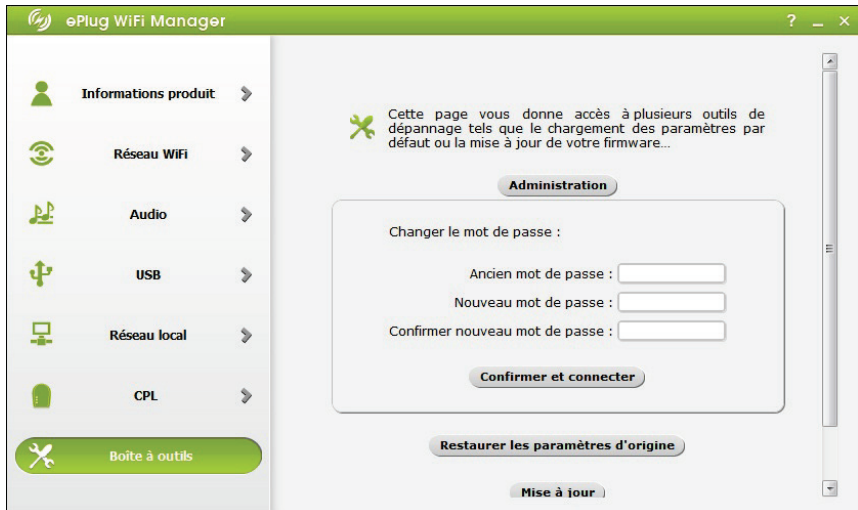 ePlug WiFi Manager
? _ ×
Informations produit
Réseau WiFi
Audio
USB
Réseau local
CPL
Boîte à outils
Cette page vous donne accès à plusieurs outils de
dépannage tels que le chargement des paramètres par
défaut ou la mise à jour de votre firmware...
Administration
Changer le mot de passe :
Ancien mot de passe :
Nouveau mot de passe :
Confirmer nouveau mot de passe :
Confirmer et connecter
Restaurer les paramètres d'origine
Mise à jour